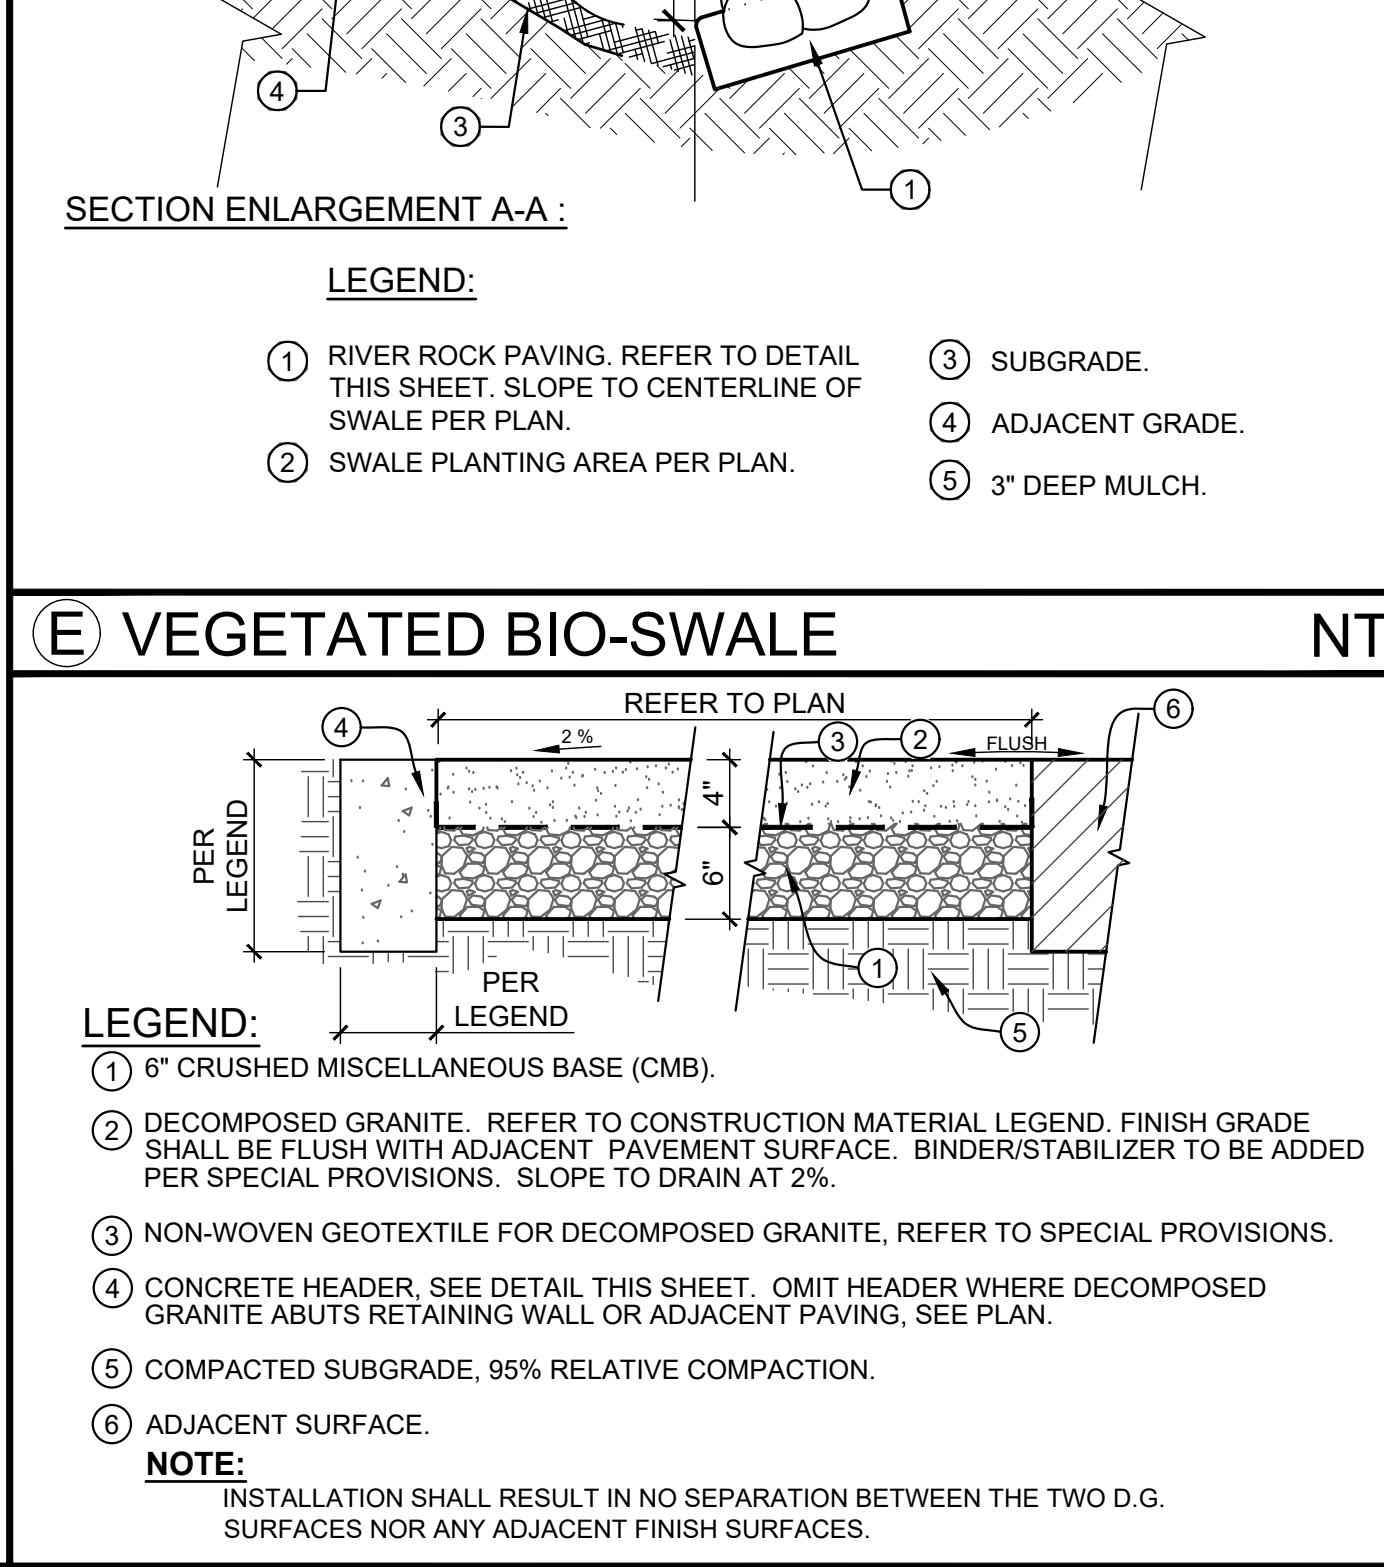 4
3
1
SECTION ENLARGEMENT A-A :
LEGEND:
1 RIVER ROCK PAVING. REFER TO DETAIL
THIS SHEET. SLOPE TO CENTERLINE OF
SWALE PER PLAN.
2 SWALE PLANTING AREA PER PLAN.
3 SUBGRADE.
4 ADJACENT GRADE.
5 3" DEEP MULCH.
E VEGETATED BIO-SWALE NT
REFER TO PLAN
4
2 %
3
2
FLUSH
6
PER
LEGEND
4"
6"
1
PER
LEGEND
5
LEGEND:
1 6" CRUSHED MISCELLANEOUS BASE (CMB).
2 DECOMPOSED GRANITE. REFER TO CONSTRUCTION MATERIAL LEGEND. FINISH GRADE
SHALL BE FLUSH WITH ADJACENT PAVEMENT SURFACE. BINDER/STABILIZER TO BE ADDED
PER SPECIAL PROVISIONS. SLOPE TO DRAIN AT 2%.
3 NON-WOVEN GEOTEXTILE FOR DECOMPOSED GRANITE, REFER TO SPECIAL PROVISIONS.
4 CONCRETE HEADER, SEE DETAIL THIS SHEET. OMIT HEADER WHERE DECOMPOSED
GRANITE ABUTS RETAINING WALL OR ADJACENT PAVING, SEE PLAN.
5 COMPACTED SUBGRADE, 95% RELATIVE COMPACTION.
6 ADJACENT SURFACE.
NOTE:
INSTALLATION SHALL RESULT IN NO SEPARATION BETWEEN THE TWO D.G.
SURFACES NOR ANY ADJACENT FINISH SURFACES.